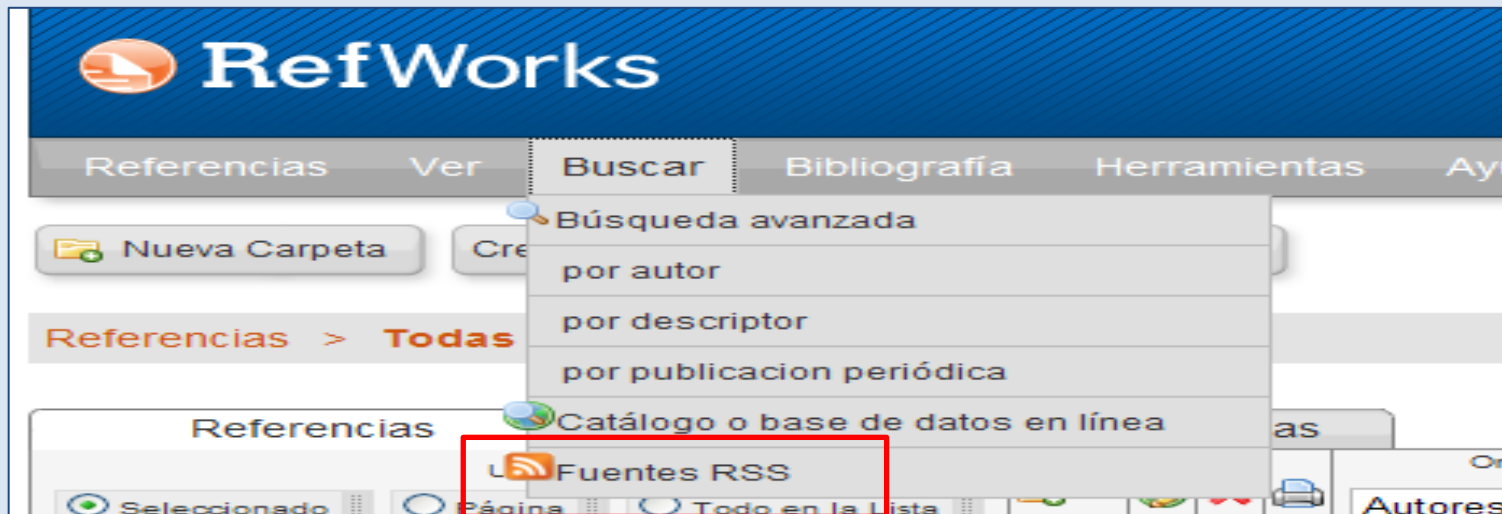 RefWorks
Referencias Ver Buscar Bibliografía Herramientas
Búsqueda avanzada
Nueva Carpeta
por autor
por descriptor
Referencias > Todas
por publicacion periódica
Catálogo o base de datos en línea
Referencias
Fuentes RSS
Seleccionado Página Todo en la Lista Autores